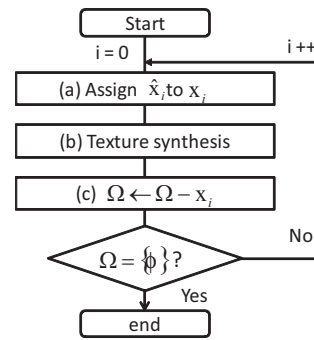 Start
i = 0
i ++
(a) Assign x̂ᵢ to xᵢ
(b) Texture synthesis
(c) Ω ← Ω − xᵢ
Ω = {ϕ} ?
No
Yes
end